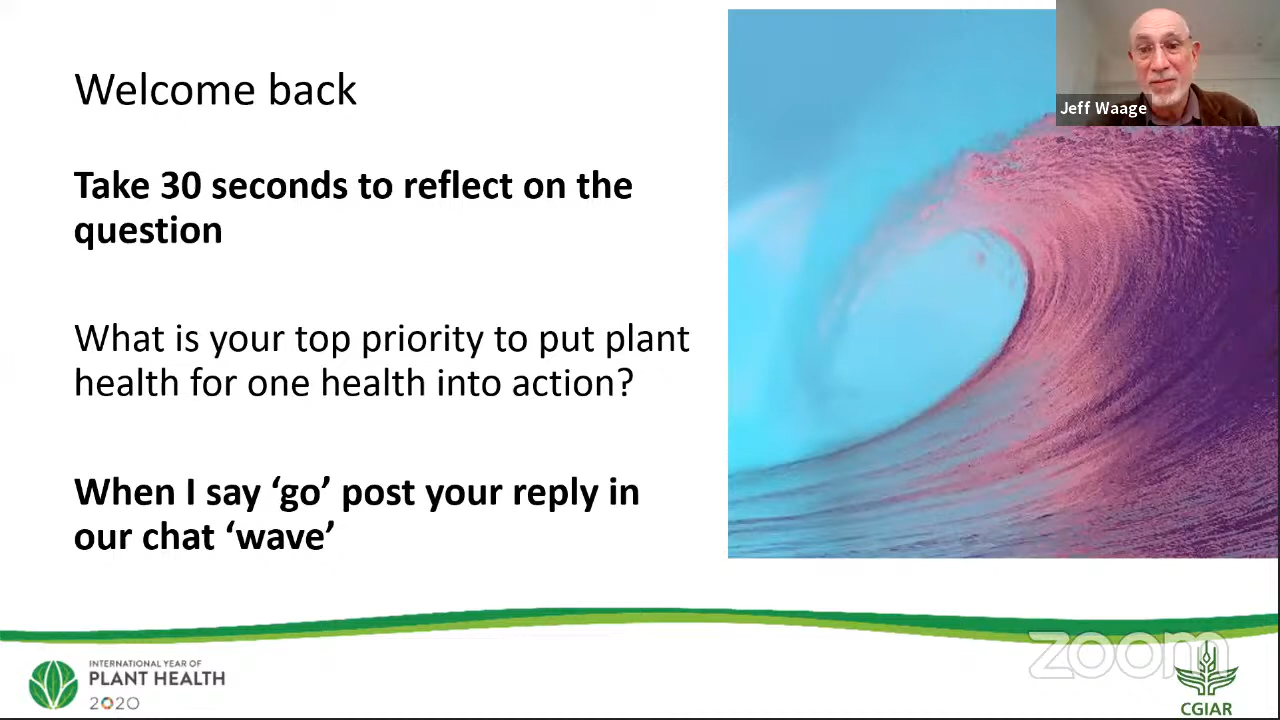 Welcome back
Jeff Waage
Take 30 seconds to reflect on the
question
What is your top priority to put plant
health for one health into action?
When I say ‘go’ post your reply in
our chat ‘wave’
zoom
INTERNATIONAL YEAR OF
PLANT HEALTH
2020
CGIAR